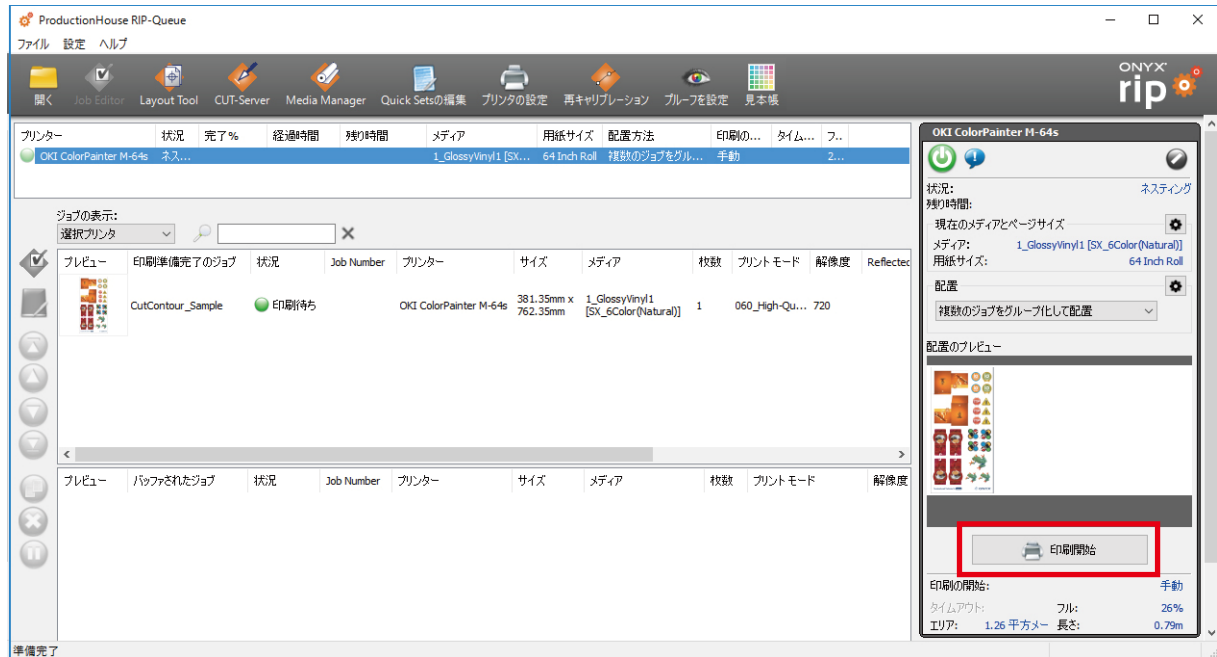 ProductionHouse RIP-Queue
ファイル 設定 ヘルプ
開く Job Editor Layout Tool CUT-Server Media Manager Quick Setsの編集 プリンタの設定 再キャリブレーション プルーフを設定 見本帳
ONYX
rip
プリンター 状況 完了% 経過時間 残り時間 メディア 用紙サイズ 配置方法 印刷の... タイム... フ..
OKI ColorPainter M-64s ネス... 1_GlossyVinyl1 [SX... 64 Inch Roll 複数のジョブをグル... 手動 2...
ジョブの表示:
選択プリンタ
プレビュー 印刷準備完了のジョブ 状況 Job Number プリンター サイズ メディア 枚数 プリントモード 解像度 Reflected
CutContour_Sample 印刷待ち OKI ColorPainter M-64s 381.35mm x 762.35mm 1_GlossyVinyl1 [SX_6Color(Natural)] 1 060_High-Qu... 720
プレビュー バッファされたジョブ 状況 Job Number プリンター サイズ メディア 枚数 プリントモード 解像度
OKI ColorPainter M-64s
状況: ネスティング
残り時間:
現在のメディアとページサイズ
メディア: 1_GlossyVinyl1 [SX_6Color(Natural)]
用紙サイズ: 64 Inch Roll
配置
複数のジョブをグループ化して配置
配置のプレビュー
印刷開始
印刷の開始: 手動
タイムアウト: フル: 26%
エリア: 1.26 平方メー 長さ: 0.79m
準備完了